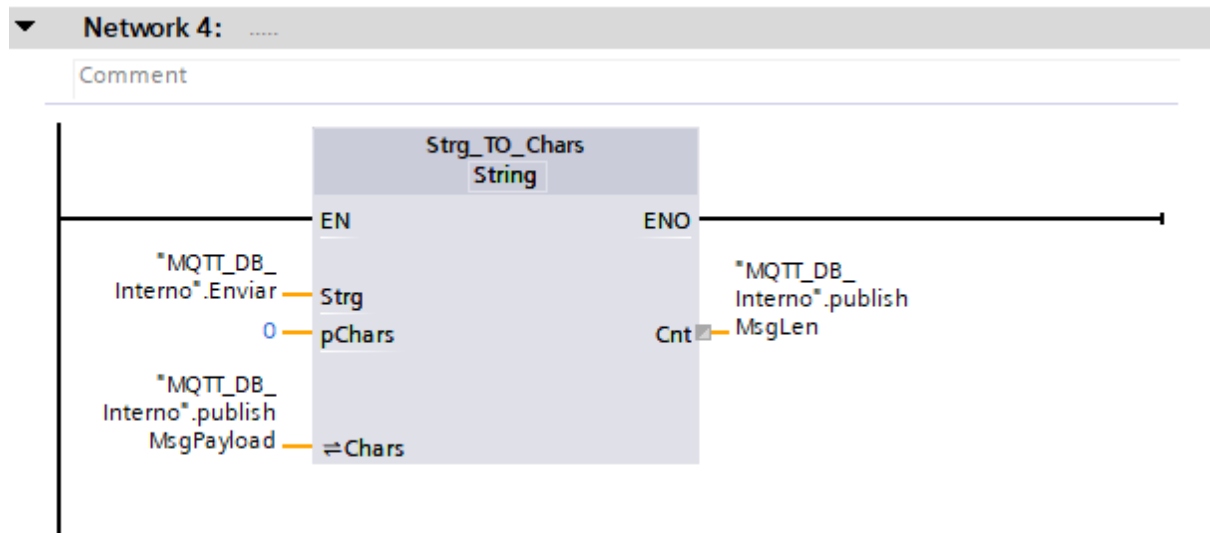 Network 4: .....
Comment
Strg_TO_Chars
String
EN
ENO
"MQTT_DB_
Interno".Enviar
Strg
"MQTT_DB_
Interno".publish
MsgLen
0
pChars
Cnt
"MQTT_DB_
Interno".publish
MsgPayload
⇌Chars